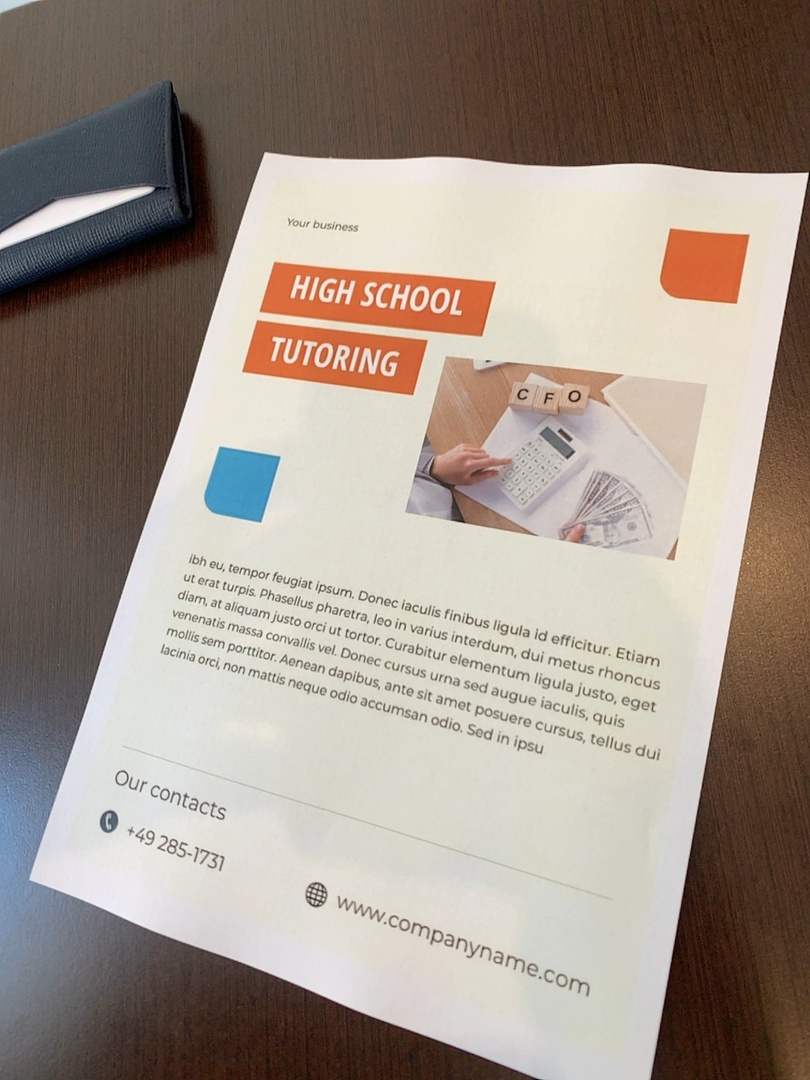 Your business
HIGH SCHOOL
TUTORING
C F O
ibh eu, tempor feugiat ipsum. Donec iaculis finibus ligula id efficitur. Etiam
ut erat turpis. Phasellus pharetra, leo in varius interdum, dui metus rhoncus
diam, at aliquam justo orci ut tortor. Curabitur elementum ligula justo, eget
venenatis massa convallis vel. Donec cursus urna sed augue iaculis, quis
mollis sem porttitor. Aenean dapibus, ante sit amet posuere cursus, tellus dui
lacinia orci, non mattis neque odio accumsan odio. Sed in ipsu
Our contacts
+49 285-1731
www.companyname.com